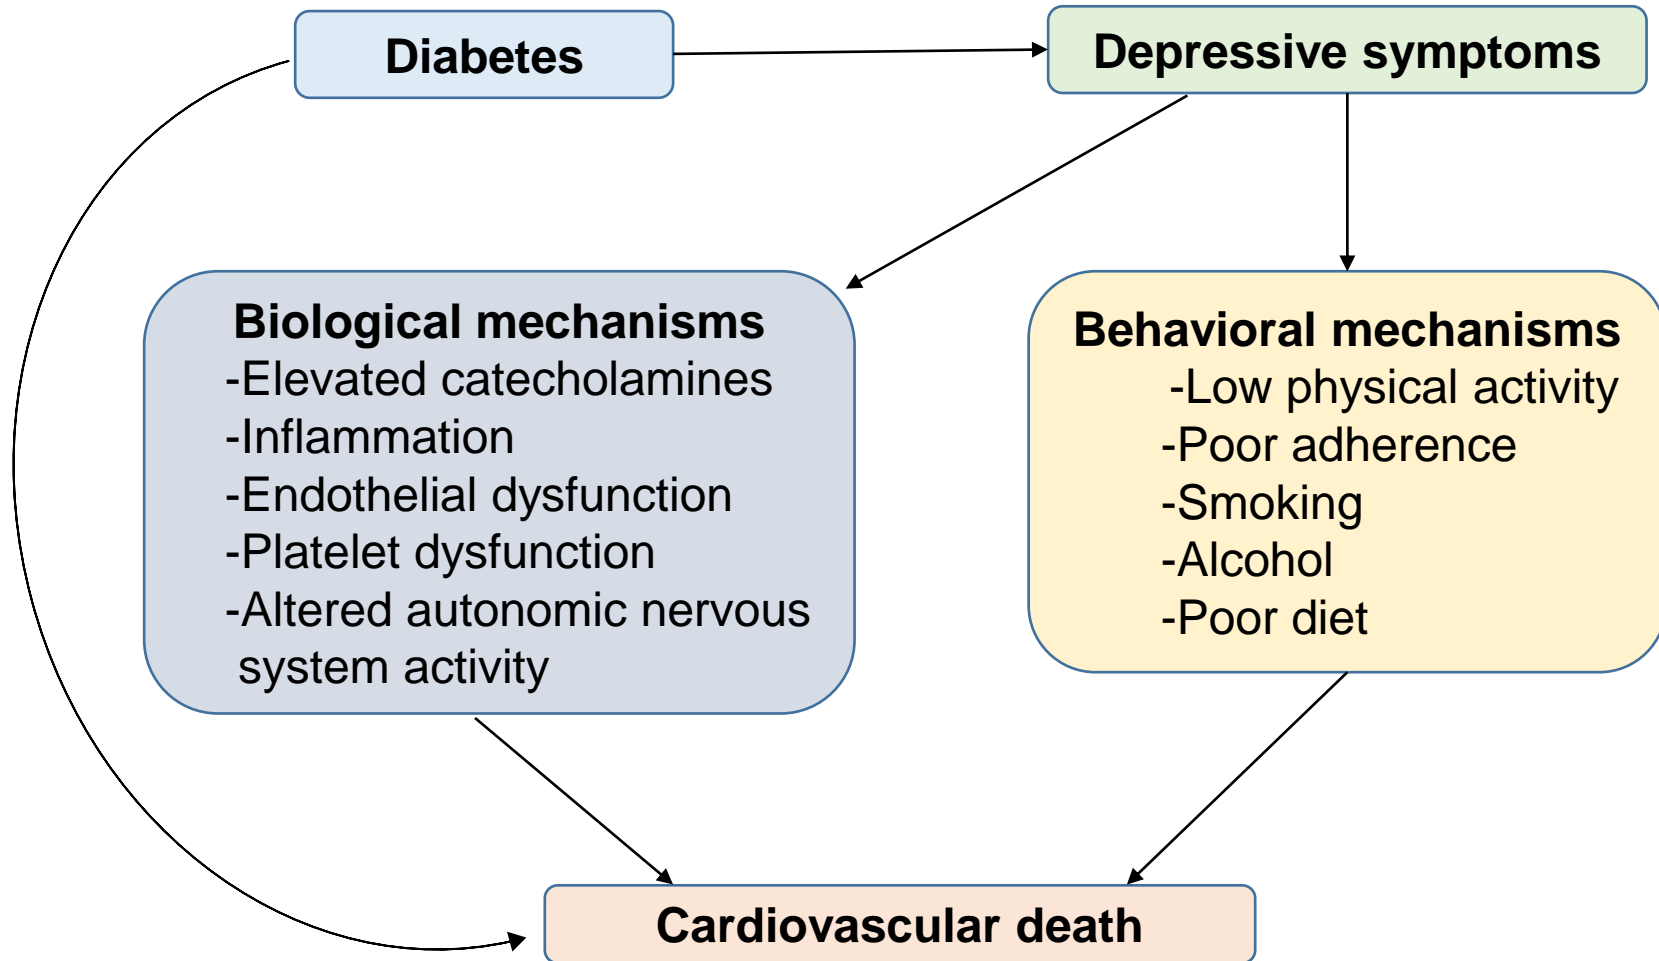 Diabetes
Depressive symptoms
Biological mechanisms
-Elevated catecholamines
-Inflammation
-Endothelial dysfunction
-Platelet dysfunction
-Altered autonomic nervous
system activity
Behavioral mechanisms
-Low physical activity
-Poor adherence
-Smoking
-Alcohol
-Poor diet
Cardiovascular death